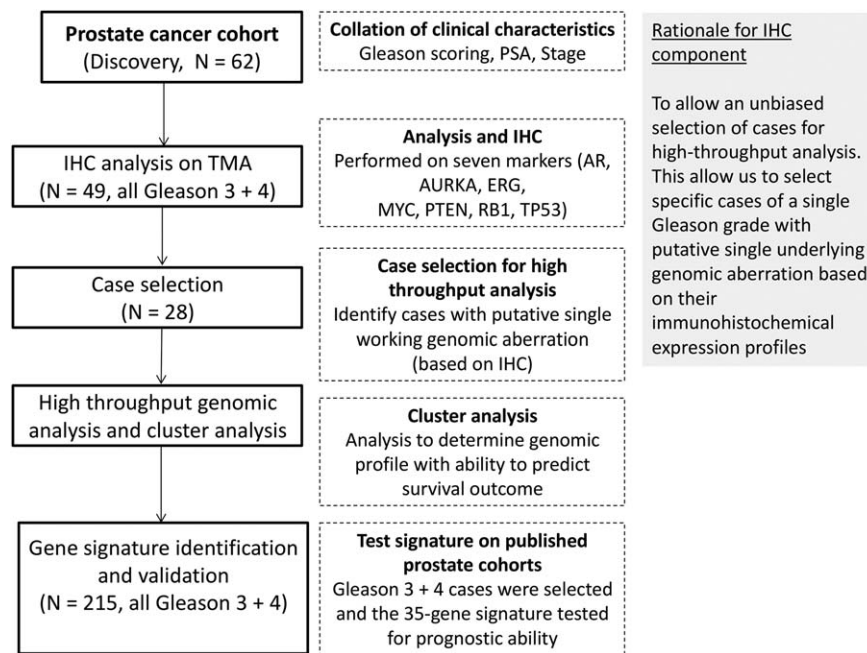 Prostate cancer cohort
(Discovery, N = 62)
Collation of clinical characteristics
Gleason scoring, PSA, Stage
IHC analysis on TMA
(N = 49, all Gleason 3 + 4)
Analysis and IHC
Performed on seven markers (AR,
AURKA, ERG,
MYC, PTEN, RB1, TP53)
Case selection
(N = 28)
Case selection for high
throughput analysis
Identify cases with putative single
working genomic aberration
(based on IHC)
High throughput genomic
analysis and cluster analysis
Cluster analysis
Analysis to determine genomic
profile with ability to predict
survival outcome
Gene signature identification
and validation
(N = 215, all Gleason 3 + 4)
Test signature on published
prostate cohorts
Gleason 3 + 4 cases were selected
and the 35-gene signature tested
for prognostic ability
Rationale for IHC
component
To allow an unbiased
selection of cases for
high-throughput analysis.
This allow us to select
specific cases of a single
Gleason grade with
putative single underlying
genomic aberration based
on their
immunohistochemical
expression profiles